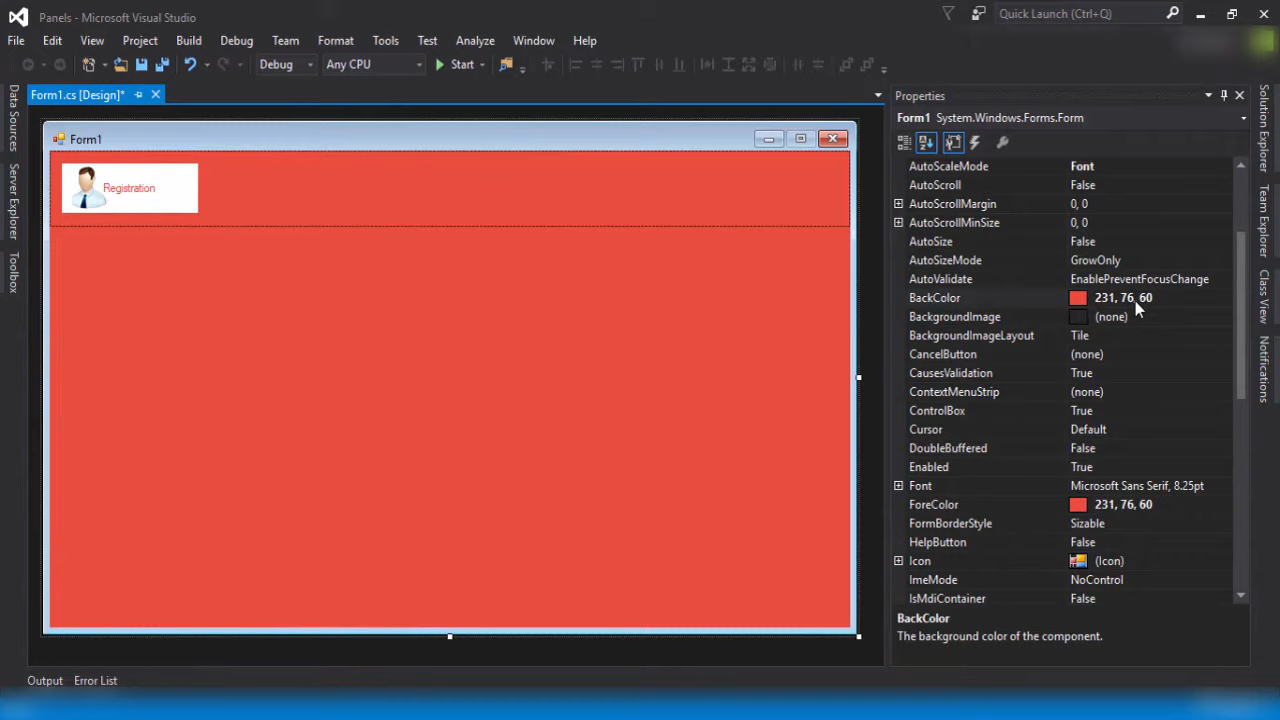 Panels - Microsoft Visual Studio
Quick Launch (Ctrl+Q)
File Edit View Project Build Debug Team Format Tools Test Analyze Window Help
Debug Any CPU Start
Form1.cs [Design]*
Data Sources
Server Explorer
Toolbox
Form1
Registration
Properties
Form1 System.Windows.Forms.Form
AutoScaleMode Font
AutoScroll False
AutoScrollMargin 0, 0
AutoScrollMinSize 0, 0
AutoSize False
AutoSizeMode GrowOnly
AutoValidate EnablePreventFocusChange
BackColor 231, 76, 60
BackgroundImage (none)
BackgroundImageLayout Tile
CancelButton (none)
CausesValidation True
ContextMenuStrip (none)
ControlBox True
Cursor Default
DoubleBuffered False
Enabled True
Font Microsoft Sans Serif, 8.25pt
ForeColor 231, 76, 60
FormBorderStyle Sizable
HelpButton False
Icon (Icon)
ImeMode NoControl
IsMdiContainer False
BackColor
The background color of the component.
Solution Explorer
Team Explorer
Class View
Notifications
Output Error List